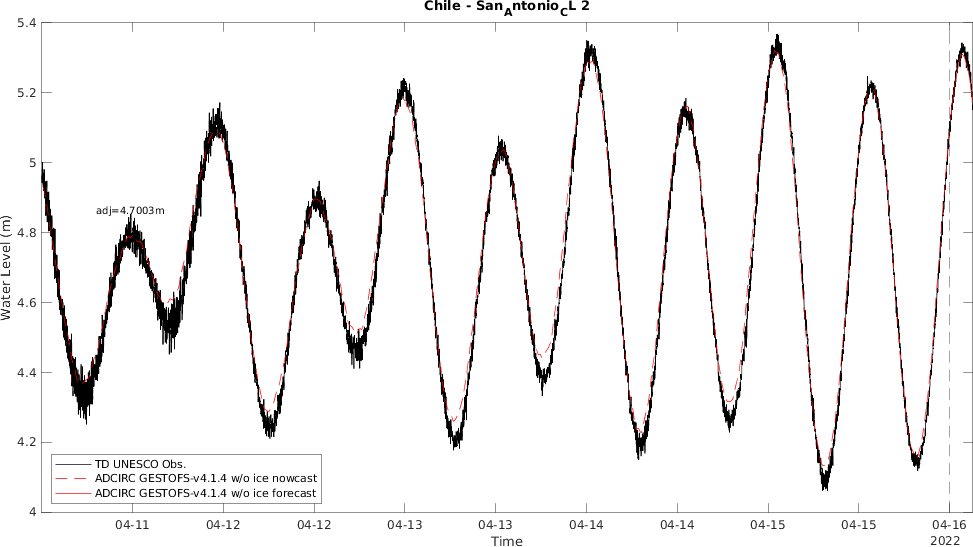 Chile - San_Antonio_CL 2
5.4
5.2
5
4.8
4.6
4.4
4.2
4
Water Level (m)
adj=4.7003m
TD UNESCO Obs.
ADCIRC GESTOFS-v4.1.4 w/o ice nowcast
ADCIRC GESTOFS-v4.1.4 w/o ice forecast
04-11 04-12 04-12 04-13 04-13 04-14 04-14 04-15 04-15 04-16
Time 2022